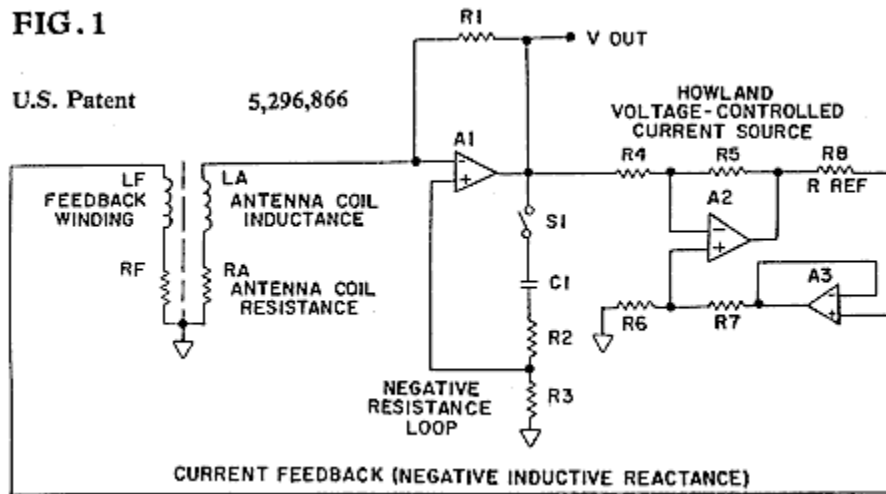 FIG.1
U.S. Patent 5,296,866
R1
V OUT
HOWLAND
VOLTAGE-CONTROLLED
CURRENT SOURCE
A1
R4
R5
R8
R REF
A2
LF
FEEDBACK
WINDING
LA
ANTENNA COIL
INDUCTANCE
S1
RF
RA
ANTENNA COIL
RESISTANCE
C1
A3
R6
R7
R2
NEGATIVE
RESISTANCE
LOOP
R3
CURRENT FEEDBACK (NEGATIVE INDUCTIVE REACTANCE)